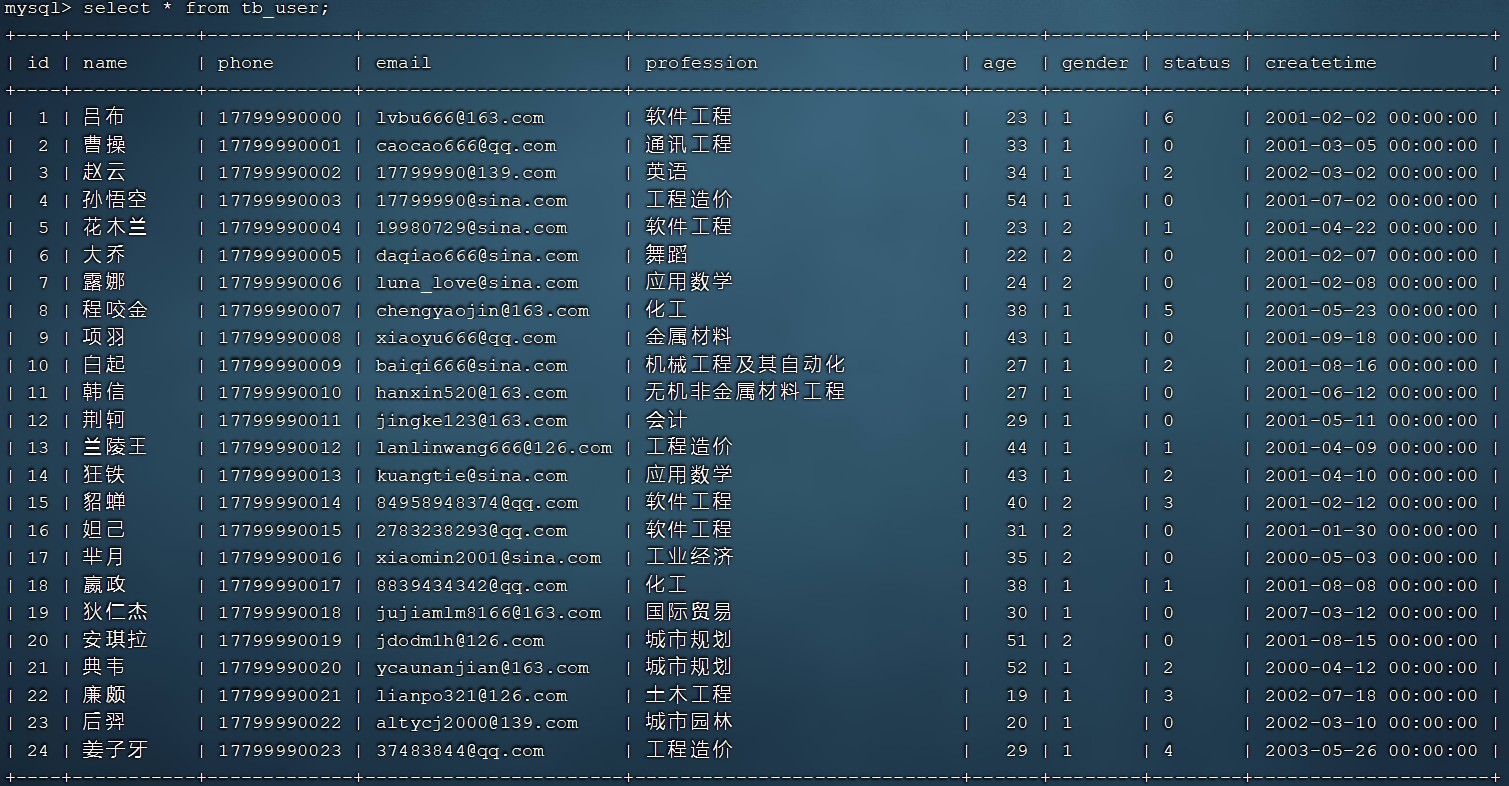 mysql> select * from tb_user;
+----+-----------+-------------+-----------------------+-----------------------------+------+--------+--------+---------------------+
| id | name | phone | email | profession | age | gender | status | createtime |
+----+-----------+-------------+-----------------------+-----------------------------+------+--------+--------+---------------------+
| 1 | 吕布 | 17799990000 | lvbu666@163.com | 软件工程 | 23 | 1 | 6 | 2001-02-02 00:00:00 |
| 2 | 曹操 | 17799990001 | caocao666@qq.com | 通讯工程 | 33 | 1 | 0 | 2001-03-05 00:00:00 |
| 3 | 赵云 | 17799990002 | 17799990@139.com | 英语 | 34 | 1 | 2 | 2002-03-02 00:00:00 |
| 4 | 孙悟空 | 17799990003 | 17799990@sina.com | 工程造价 | 54 | 1 | 0 | 2001-07-02 00:00:00 |
| 5 | 花木兰 | 17799990004 | 19980729@sina.com | 软件工程 | 23 | 2 | 1 | 2001-04-22 00:00:00 |
| 6 | 大乔 | 17799990005 | daqiao666@sina.com | 舞蹈 | 22 | 2 | 0 | 2001-02-07 00:00:00 |
| 7 | 露娜 | 17799990006 | luna_love@sina.com | 应用数学 | 24 | 2 | 0 | 2001-02-08 00:00:00 |
| 8 | 程咬金 | 17799990007 | chengyaojin@163.com | 化工 | 38 | 1 | 5 | 2001-05-23 00:00:00 |
| 9 | 项羽 | 17799990008 | xiaoyu666@qq.com | 金属材料 | 43 | 1 | 0 | 2001-09-18 00:00:00 |
| 10 | 白起 | 17799990009 | baiqi666@sina.com | 机械工程及其自动化 | 27 | 1 | 2 | 2001-08-16 00:00:00 |
| 11 | 韩信 | 17799990010 | hanxin520@163.com | 无机非金属材料工程 | 27 | 1 | 0 | 2001-06-12 00:00:00 |
| 12 | 荆轲 | 17799990011 | jingke123@163.com | 会计 | 29 | 1 | 0 | 2001-05-11 00:00:00 |
| 13 | 兰陵王 | 17799990012 | lanlinwang666@126.com | 工程造价 | 44 | 1 | 1 | 2001-04-09 00:00:00 |
| 14 | 狂铁 | 17799990013 | kuangtie@sina.com | 应用数学 | 43 | 1 | 2 | 2001-04-10 00:00:00 |
| 15 | 貂蝉 | 17799990014 | 84958948374@qq.com | 软件工程 | 40 | 2 | 3 | 2001-02-12 00:00:00 |
| 16 | 妲己 | 17799990015 | 2783238293@qq.com | 软件工程 | 31 | 2 | 0 | 2001-01-30 00:00:00 |
| 17 | 芈月 | 17799990016 | xiaomin2001@sina.com | 工业经济 | 35 | 2 | 0 | 2000-05-03 00:00:00 |
| 18 | 嬴政 | 17799990017 | 8839434342@qq.com | 化工 | 38 | 1 | 1 | 2001-08-08 00:00:00 |
| 19 | 狄仁杰 | 17799990018 | jujiamlm8166@163.com | 国际贸易 | 30 | 1 | 0 | 2007-03-12 00:00:00 |
| 20 | 安琪拉 | 17799990019 | jdodm1h@126.com | 城市规划 | 51 | 2 | 0 | 2001-08-15 00:00:00 |
| 21 | 典韦 | 17799990020 | ycaunanjian@163.com | 城市规划 | 52 | 1 | 2 | 2000-04-12 00:00:00 |
| 22 | 廉颇 | 17799990021 | lianpo321@126.com | 土木工程 | 19 | 1 | 3 | 2002-07-18 00:00:00 |
| 23 | 后羿 | 17799990022 | altycj2000@139.com | 城市园林 | 20 | 1 | 0 | 2002-03-10 00:00:00 |
| 24 | 姜子牙 | 17799990023 | 37483844@qq.com | 工程造价 | 29 | 1 | 4 | 2003-05-26 00:00:00 |
+----+-----------+-------------+-----------------------+-----------------------------+------+--------+--------+---------------------+